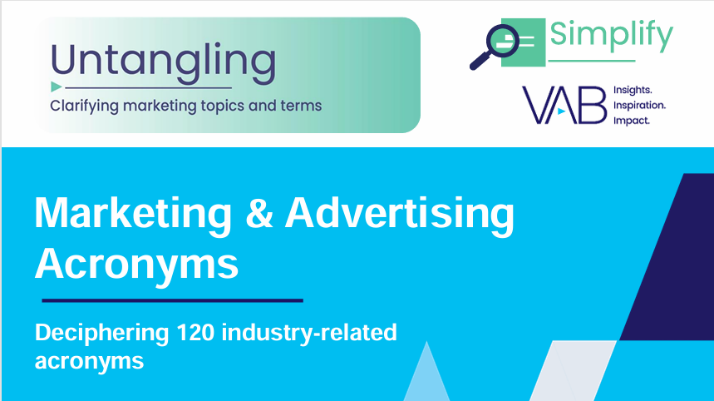 Untangling
Clarifying marketing topics and terms
Simplify
VAB
Insights.
Inspiration.
Impact.
Marketing & Advertising
Acronyms
Deciphering 120 industry-related
acronyms